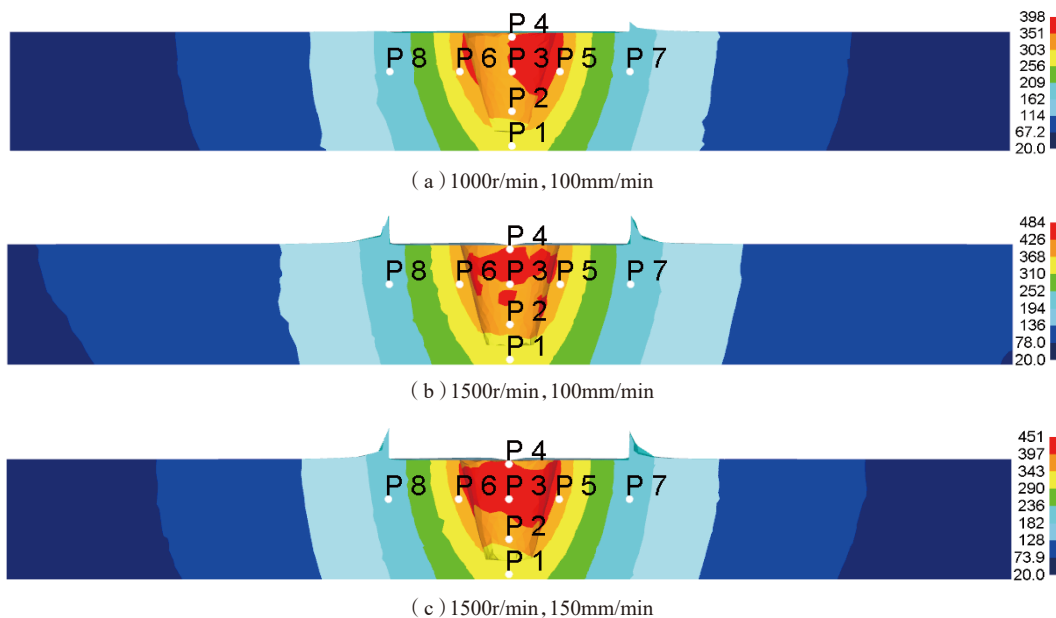 P 4
P 8 P 6 P 3 P 5 P 7
P 2
P 1
398
351
303
256
209
162
114
67.2
20.0
（a）1000r/min，100mm/min
P 4
P 8 P 6 P 3 P 5 P 7
P 2
P 1
484
426
368
310
252
194
136
78.0
20.0
（b）1500r/min，100mm/min
P 4
P 8 P 6 P 3 P 5 P 7
P 2
P 1
451
397
343
290
236
182
128
73.9
20.0
（c）1500r/min，150mm/min